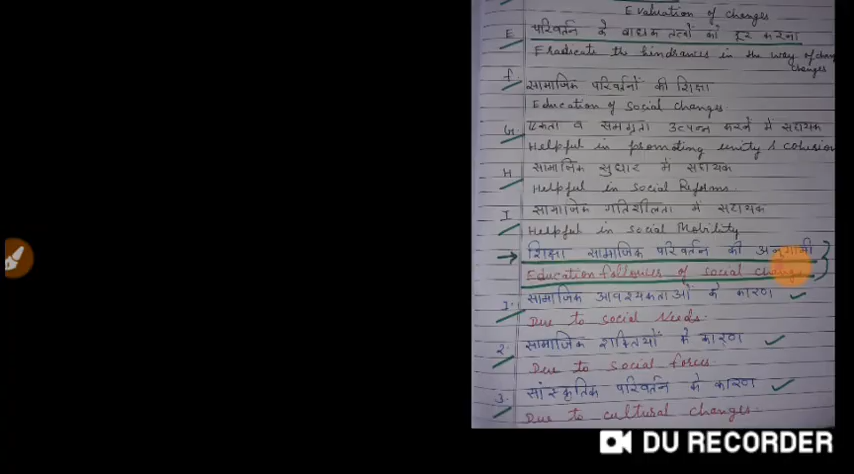 Evaluation of changes
E परिवर्तन के बाधक तत्वों को दूर करना
Eradicate the hindrances in the way of
changes
f. सामाजिक परिवर्तनों की शिक्षा
Education of social changes.
G. एकता व समग्रता उत्पन्न करने में सहायक
Helpful in promoting unity & cohesion
H सामाजिक सुधार में सहायक
Helpful in Social Reforms
I सामाजिक गतिशीलता में सहायक
Helpful in Social Mobility
→ शिक्षा सामाजिक परिवर्तन की अनुगामी
Education follows of social changes
1. सामाजिक आवश्यकताओं के कारण
Due to social Needs.
2. सामाजिक शक्तियों के कारण
Due to social forces.
3. सांस्कृतिक परिवर्तन के कारण
Due to cultural changes.
DU RECORDER